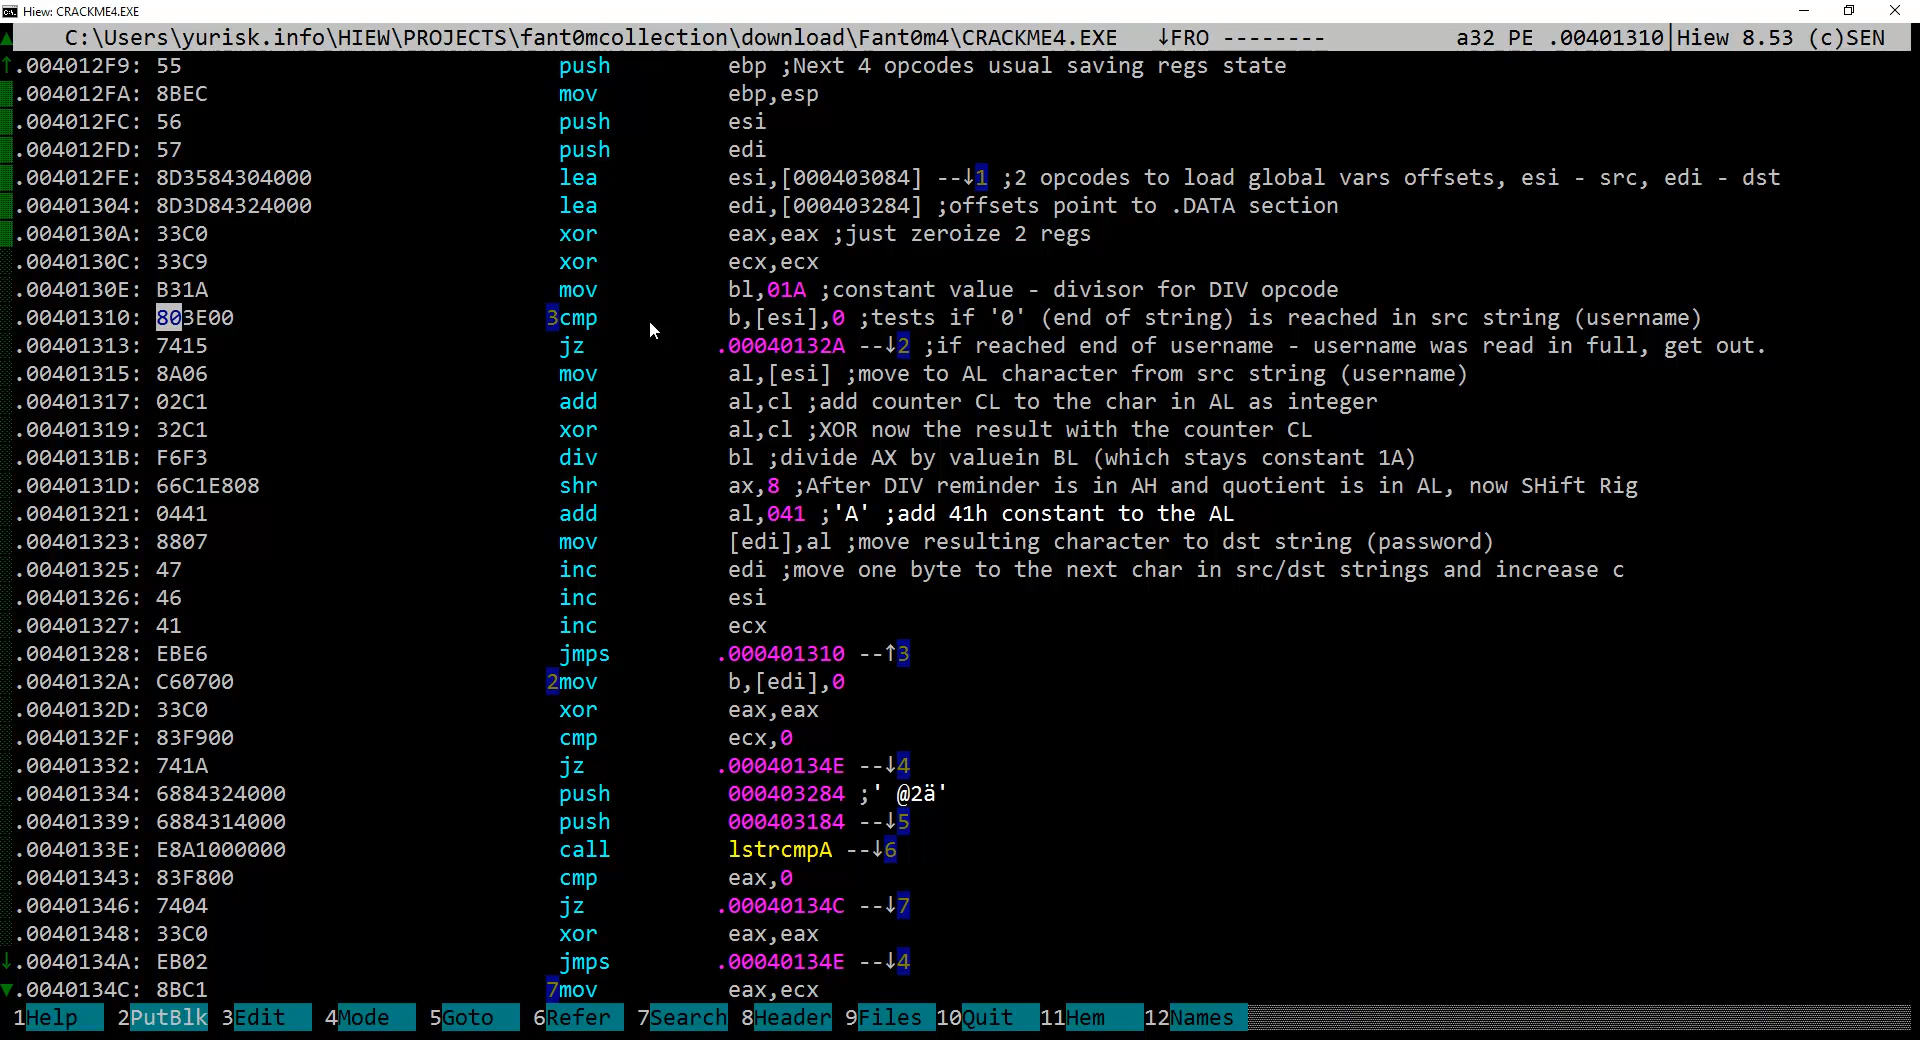 Hiew: CRACKME4.EXE
C:\Users\yurisk.info\HIEW\PROJECTS\fant0mcollection\download\Fant0m4\CRACKME4.EXE ↓FRO -------- a32 PE .00401310|Hiew 8.53 (c)SEN
.004012F9: 55 push ebp ;Next 4 opcodes usual saving regs state
.004012FA: 8BEC mov ebp,esp
.004012FC: 56 push esi
.004012FD: 57 push edi
.004012FE: 8D3584304000 lea esi,[000403084] --↓1 ;2 opcodes to load global vars offsets, esi - src, edi - dst
.00401304: 8D3D84324000 lea edi,[000403284] ;offsets point to .DATA section
.0040130A: 33C0 xor eax,eax ;just zeroize 2 regs
.0040130C: 33C9 xor ecx,ecx
.0040130E: B31A mov bl,01A ;constant value - divisor for DIV opcode
.00401310: 803E00 3cmp b,[esi],0 ;tests if '0' (end of string) is reached in src string (username)
.00401313: 7415 jz .00040132A --↓2 ;if reached end of username - username was read in full, get out.
.00401315: 8A06 mov al,[esi] ;move to AL character from src string (username)
.00401317: 02C1 add al,cl ;add counter CL to the char in AL as integer
.00401319: 32C1 xor al,cl ;XOR now the result with the counter CL
.0040131B: F6F3 div bl ;divide AX by valuein BL (which stays constant 1A)
.0040131D: 66C1E808 shr ax,8 ;After DIV reminder is in AH and quotient is in AL, now SHift Rig
.00401321: 0441 add al,041 ;'A' ;add 41h constant to the AL
.00401323: 8807 mov [edi],al ;move resulting character to dst string (password)
.00401325: 47 inc edi ;move one byte to the next char in src/dst strings and increase c
.00401326: 46 inc esi
.00401327: 41 inc ecx
.00401328: EBE6 jmps .000401310 --↑3
.0040132A: C60700 2mov b,[edi],0
.0040132D: 33C0 xor eax,eax
.0040132F: 83F900 cmp ecx,0
.00401332: 741A jz .00040134E --↓4
.00401334: 6884324000 push 000403284 ;' @2ä'
.00401339: 6884314000 push 000403184 --↓5
.0040133E: E8A1000000 call lstrcmpA --↓6
.00401343: 83F800 cmp eax,0
.00401346: 7404 jz .00040134C --↓7
.00401348: 33C0 xor eax,eax
.0040134A: EB02 jmps .00040134E --↓4
.0040134C: 8BC1 7mov eax,ecx
1Help 2PutBlk 3Edit 4Mode 5Goto 6Refer 7Search 8Header 9Files 10Quit 11Hem 12Names